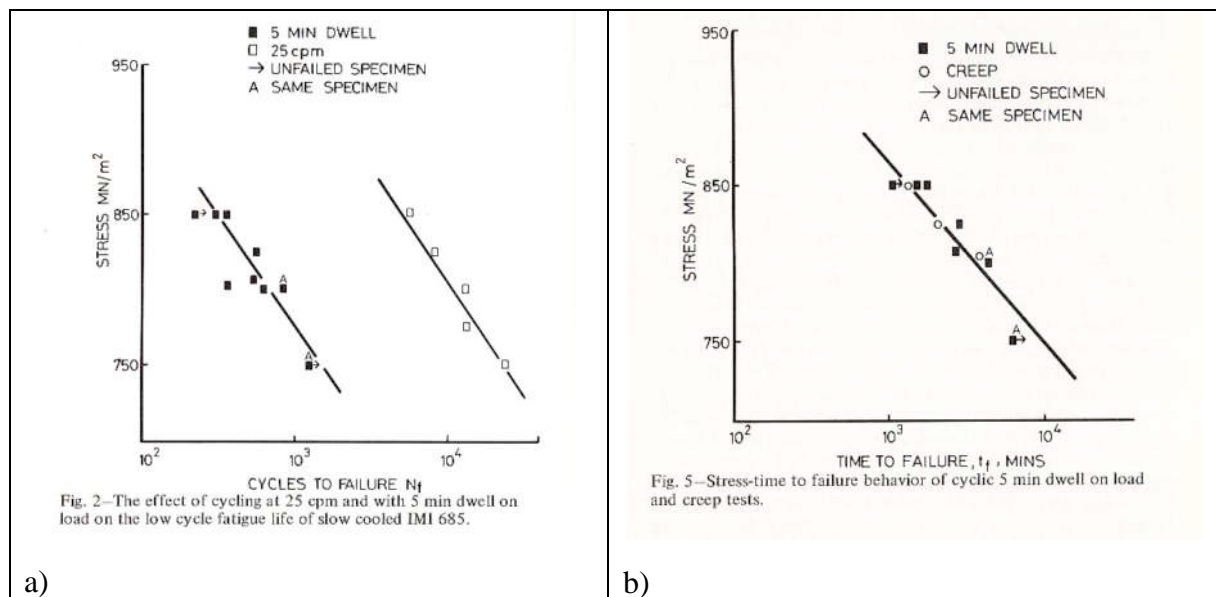 ■ 5 MIN DWELL
□ 25 cpm
→ UNFAILED SPECIMEN
A SAME SPECIMEN
950
850
750
STRESS MN/m²
A
A
10²
10³
10⁴
CYCLES TO FAILURE Nf
Fig. 2—The effect of cycling at 25 cpm and with 5 min dwell on
load on the low cycle fatigue life of slow cooled IMI 685.
a)
■ 5 MIN DWELL
○ CREEP
→ UNFAILED SPECIMEN
A SAME SPECIMEN
950
850
750
STRESS MN/m²
A
A
10²
10³
10⁴
TIME TO FAILURE, tf, MINS
Fig. 5—Stress-time to failure behavior of cyclic 5 min dwell on load
and creep tests.
b)